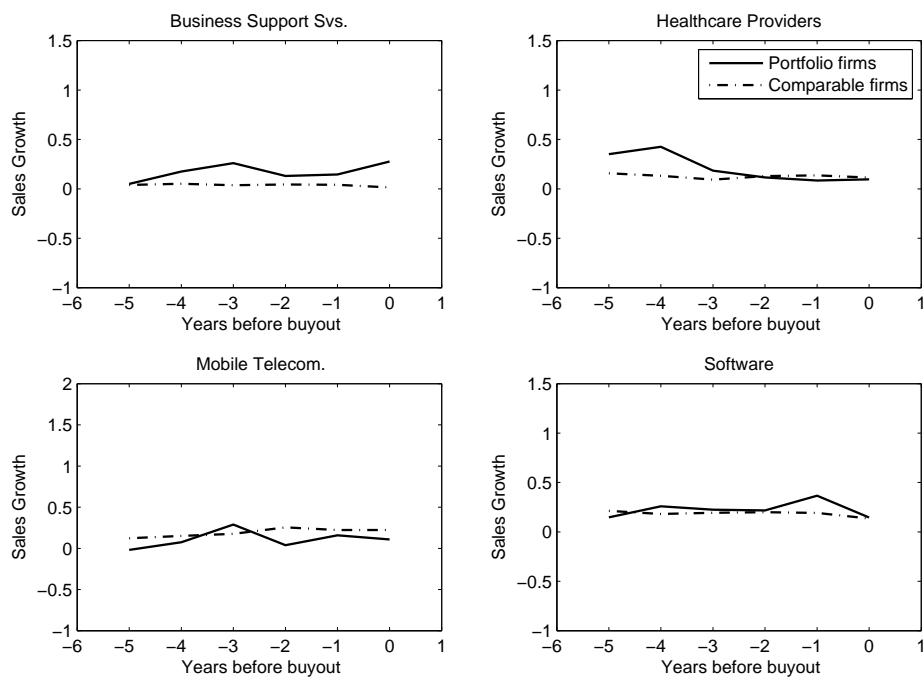 Business Support Svs.
1.5
1
0.5
0
−0.5
−1
−6 −5 −4 −3 −2 −1 0 1
Sales Growth
Years before buyout
Healthcare Providers
Portfolio firms
Comparable firms
1.5
1
0.5
0
−0.5
−1
−6 −5 −4 −3 −2 −1 0 1
Sales Growth
Years before buyout
Mobile Telecom.
2
1.5
1
0.5
0
−0.5
−1
−6 −5 −4 −3 −2 −1 0 1
Sales Growth
Years before buyout
Software
1.5
1
0.5
0
−0.5
−1
−6 −5 −4 −3 −2 −1 0 1
Sales Growth
Years before buyout